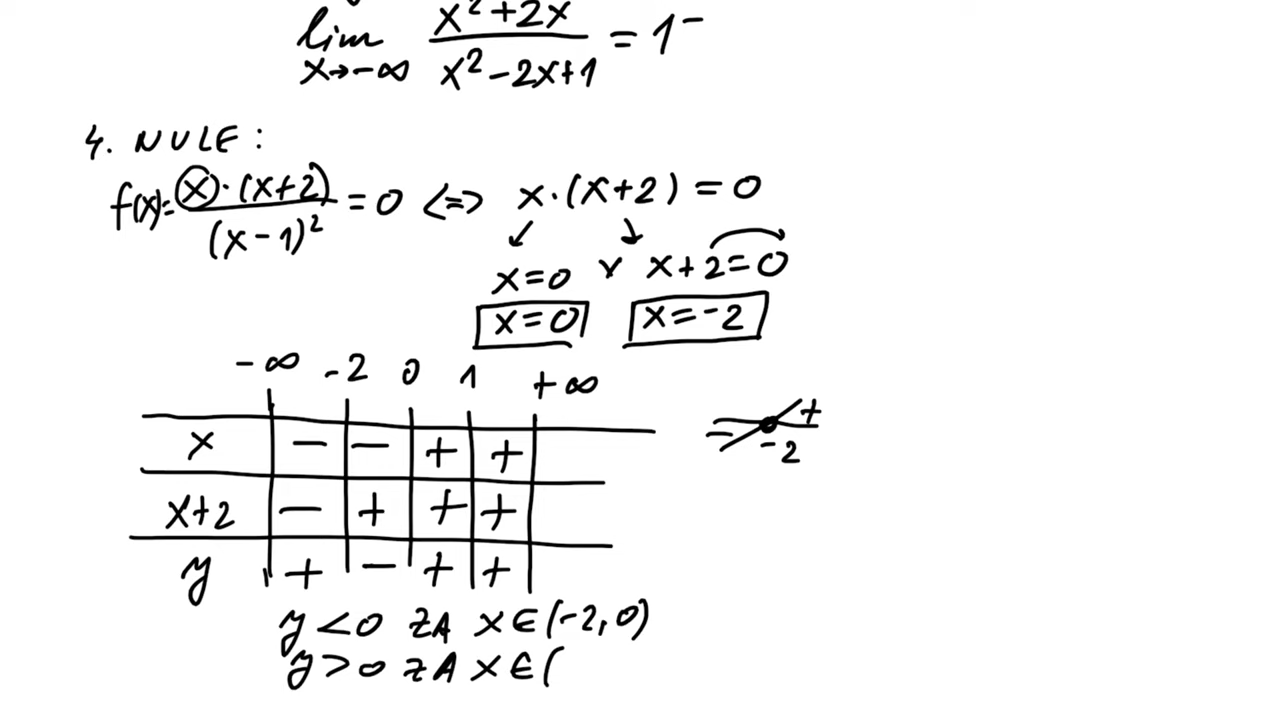 lim x→-∞ x²+2x / x²-2x+1 = 1⁻
4. NULE:
f(x)= x·(x+2) / (x-1)² = 0 <=> x·(x+2) = 0
x=0 ∨ x+2=0
x=0 x=-2
-∞ -2 0 1 +∞
x - - + +
x+2 - + + +
y + - + +
- -2 +
y<0 ZA x∈(-2,0)
y>0 ZA x∈(